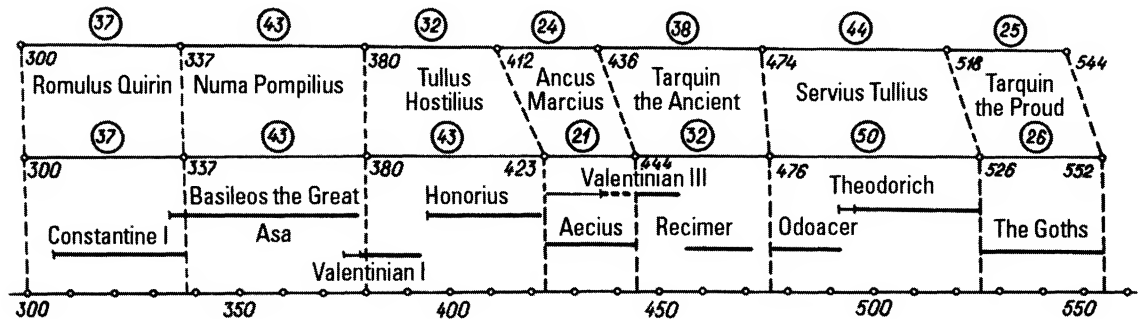 37 43 32 24 38 44 25
300 337 380 412 436 474 518 544
Romulus Quirin Numa Pompilius Tullus Hostilius Ancus Marcius Tarquin the Ancient Servius Tullius Tarquin the Proud
37 43 43 21 32 50 26
300 337 380 423 444 476 526 552
Basileos the Great Honorius Valentinian III Theodorich
Constantine I Asa Aecius Recimer Odoacer The Goths
Valentinian I
300 350 400 450 500 550